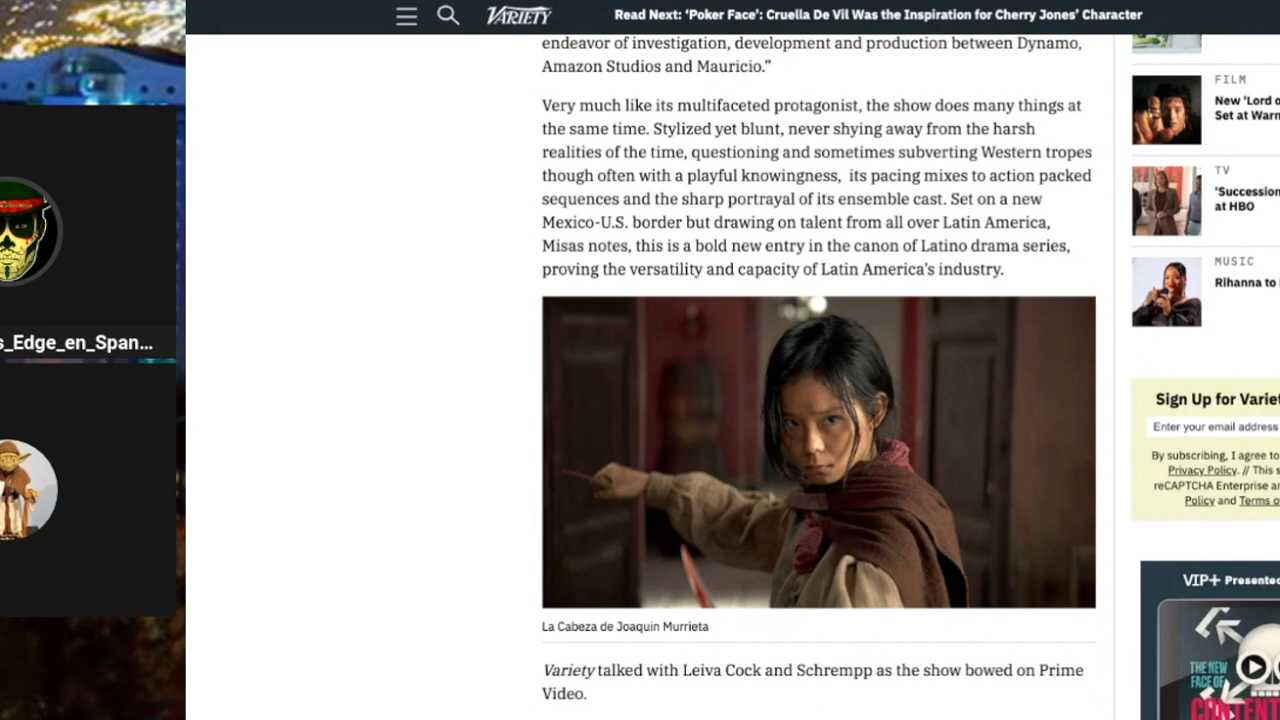 VARIETY
Read Next: ‘Poker Face’: Cruella De Vil Was the Inspiration for Cherry Jones’ Character
endeavor of investigation, development and production between Dynamo,
Amazon Studios and Mauricio.”
Very much like its multifaceted protagonist, the show does many things at
the same time. Stylized yet blunt, never shying away from the harsh
realities of the time, questioning and sometimes subverting Western tropes
though often with a playful knowingness, its pacing mixes to action packed
sequences and the sharp portrayal of its ensemble cast. Set on a new
Mexico-U.S. border but drawing on talent from all over Latin America,
Misas notes, this is a bold new entry in the canon of Latino drama series,
proving the versatility and capacity of Latin America’s industry.
La Cabeza de Joaquin Murrieta
Variety talked with Leiva Cock and Schrempp as the show bowed on Prime
Video.
s_Edge_en_Span...
FILM
New 'Lord o
Set at Warn
TV
'Succession
at HBO
MUSIC
Rihanna to
Sign Up for Variet
Enter your email address
By subscribing, I agree to
Privacy Policy. // This s
reCAPTCHA Enterprise an
Policy and Terms o
VIP+ Presented
THE NEW
FACE OF
CONTENT